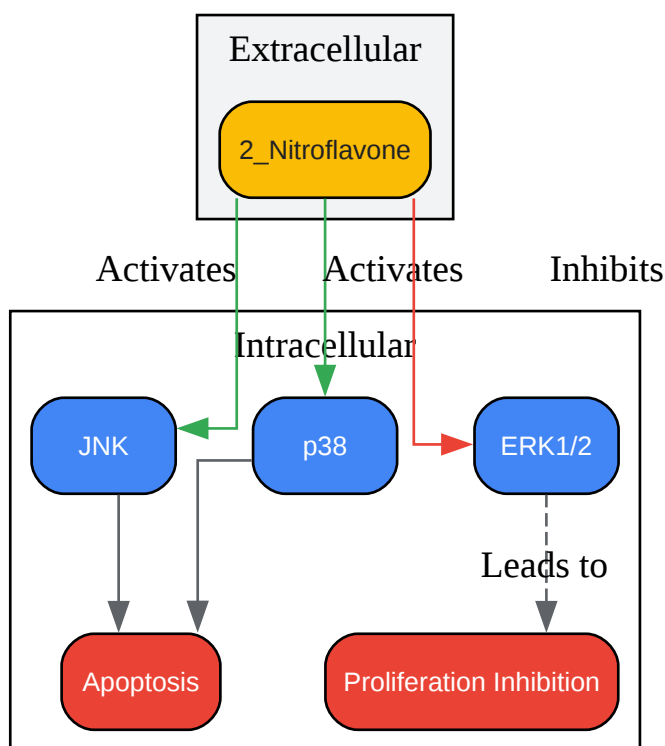 Extracellular
2_Nitroflavone
Activates
Activates
Inhibits
Intracellular
JNK
p38
ERK1/2
Leads to
Apoptosis
Proliferation Inhibition